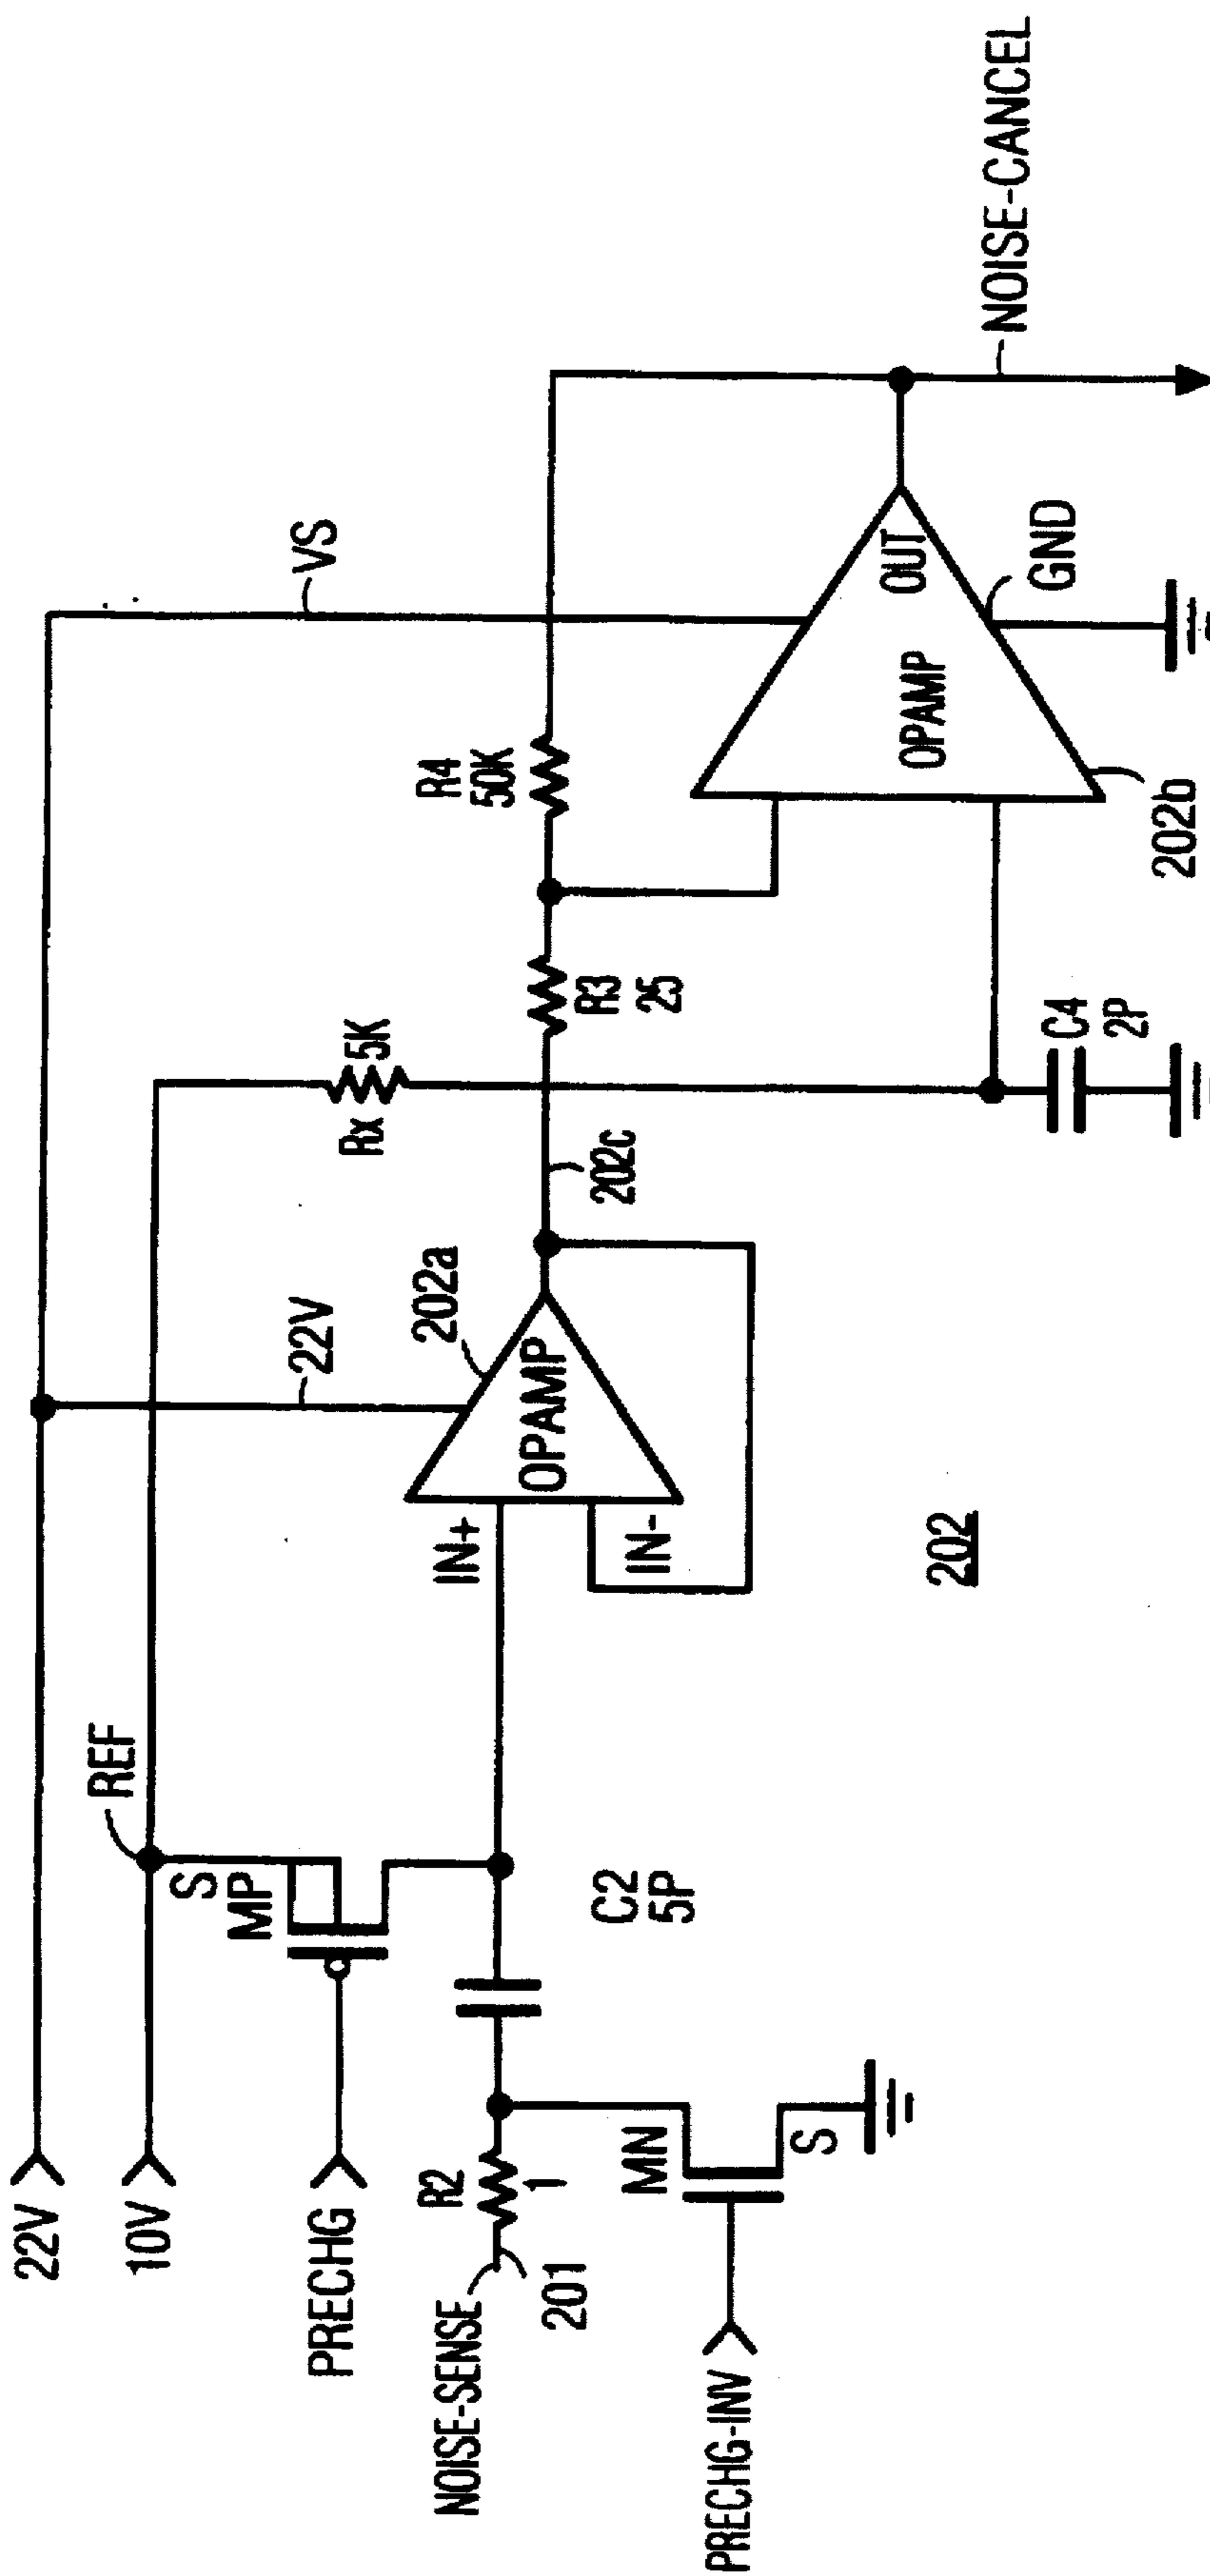 22V
10V
REF
22V
VS
PRECHG
S
MP
IN+
IN-
OPAMP
202a
202c
Rx 5K
R3
25
R4
50K
NOISE-SENSE
201
R2
1
C2
5P
MN
S
PRECHG-INV
C4
2P
OPAMP
OUT
GND
202b
NOISE-CANCEL
202